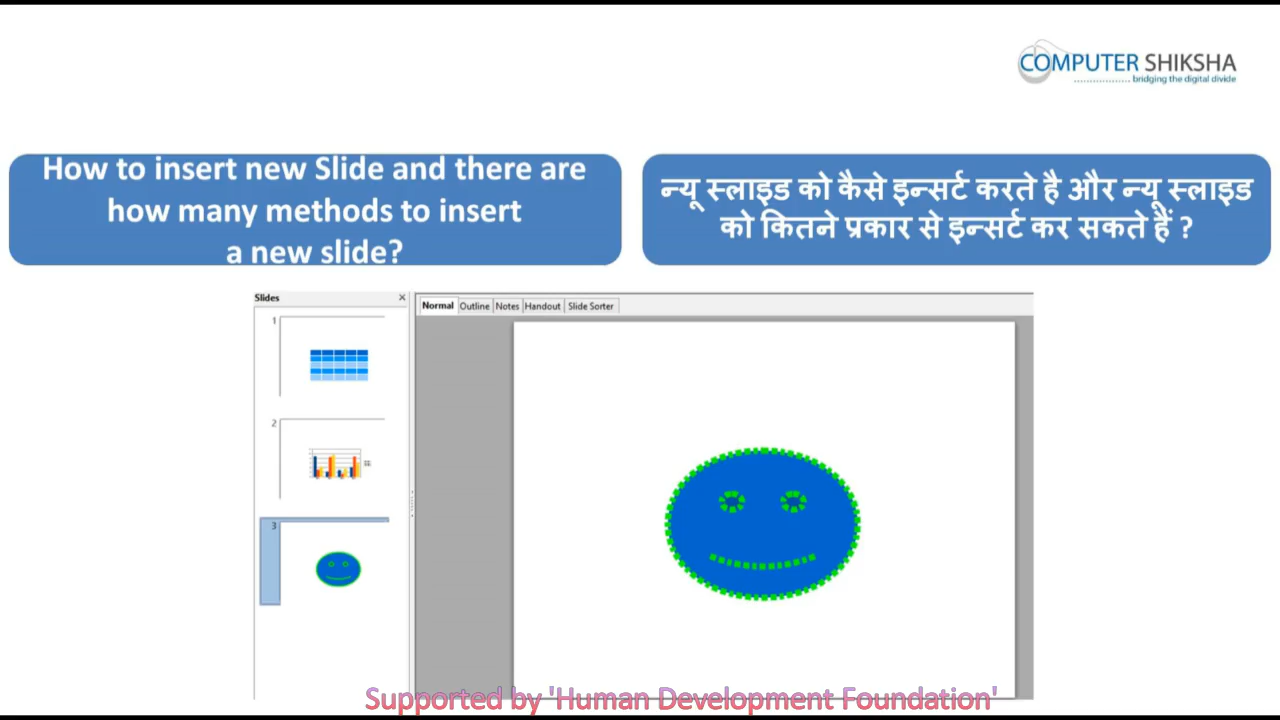 COMPUTER SHIKSHA
bridging the digital divide
How to insert new Slide and there are
how many methods to insert
a new slide?
न्यू स्लाइड को कैसे इन्सर्ट करते है और न्यू स्लाइड
को कितने प्रकार से इन्सर्ट कर सकते हैं ?
Slides
Normal Outline Notes Handout Slide Sorter
1
2
3
Supported by 'Human Development Foundation'